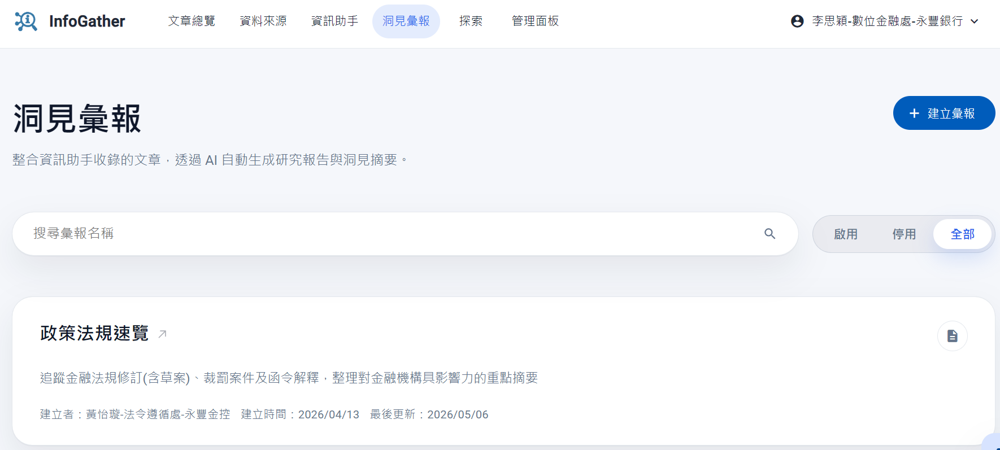 InfoGather
文章總覽
資料來源
資訊助手
洞見彙報
探索
管理面板
李思穎-數位金融處-永豐銀行
洞見彙報
+ 建立彙報
整合資訊助手收錄的文章，透過 AI 自動生成研究報告與洞見摘要。
搜尋彙報名稱
啟用
停用
全部
政策法規速覽
追蹤金融法規修訂(含草案)、裁罰案件及函令解釋，整理對金融機構具影響力的重點摘要
建立者：黃怡璇-法令遵循處-永豐金控 建立時間：2026/04/13 最後更新：2026/05/06